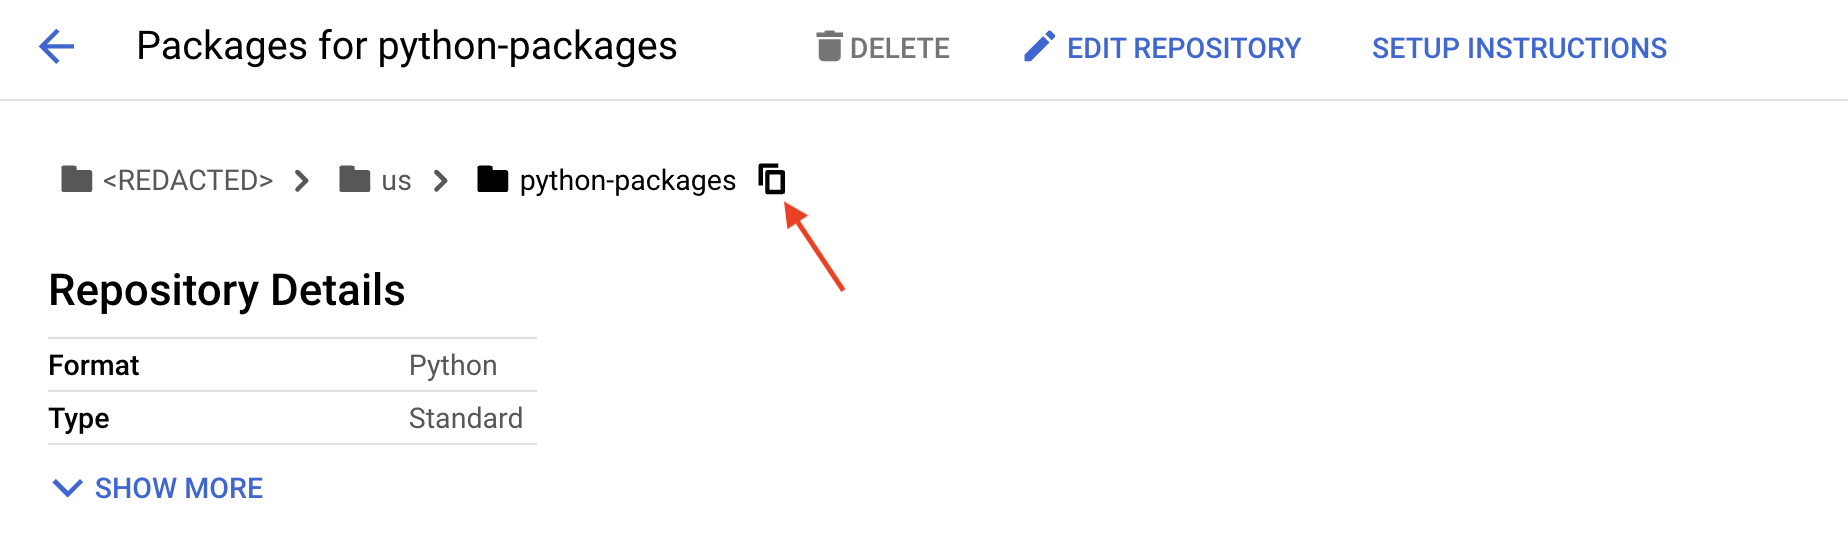 Packages for python-packages DELETE EDIT REPOSITORY SETUP INSTRUCTIONS
<REDACTED> us python-packages
Repository Details
Format Python
Type Standard
SHOW MORE